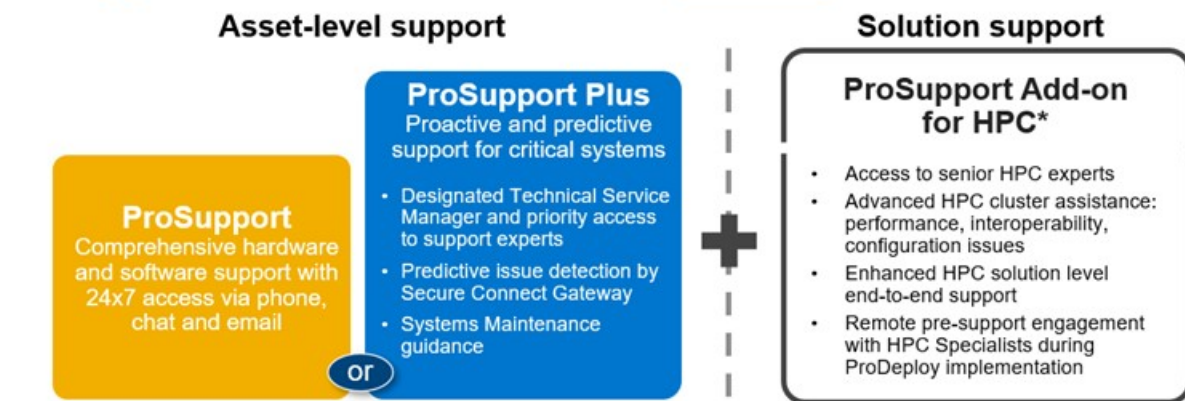 Asset-level support
Solution support
ProSupport
Comprehensive hardware
and software support with
24x7 access via phone,
chat and email
or
ProSupport Plus
Proactive and predictive
support for critical systems
• Designated Technical Service
Manager and priority access
to support experts
• Predictive issue detection by
Secure Connect Gateway
• Systems Maintenance
guidance
ProSupport Add-on
for HPC*
• Access to senior HPC experts
• Advanced HPC cluster assistance:
performance, interoperability,
configuration issues
• Enhanced HPC solution level
end-to-end support
• Remote pre-support engagement
with HPC Specialists during
ProDeploy implementation